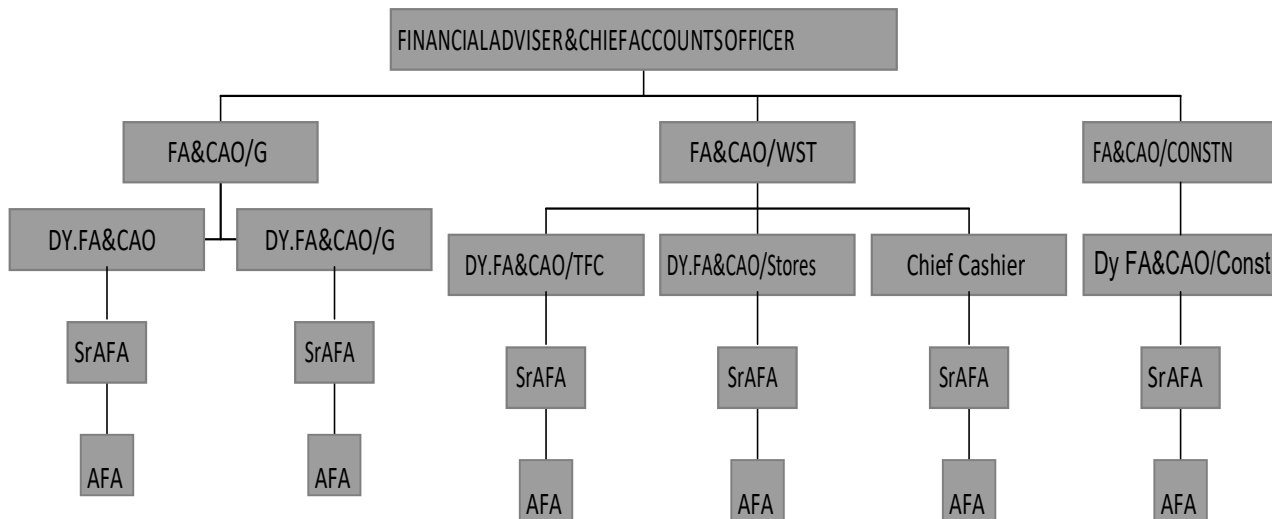 FINANCIALADVISER&CHIEFACCOUNTSOFFICER
FA&CAO/G
FA&CAO/WST
FA&CAO/CONSTN
DY.FA&CAO
DY.FA&CAO/G
DY.FA&CAO/TFC
DY.FA&CAO/Stores
Chief Cashier
Dy FA&CAO/Const
SrAFA
SrAFA
SrAFA
SrAFA
SrAFA
SrAFA
AFA
AFA
AFA
AFA
AFA
AFA